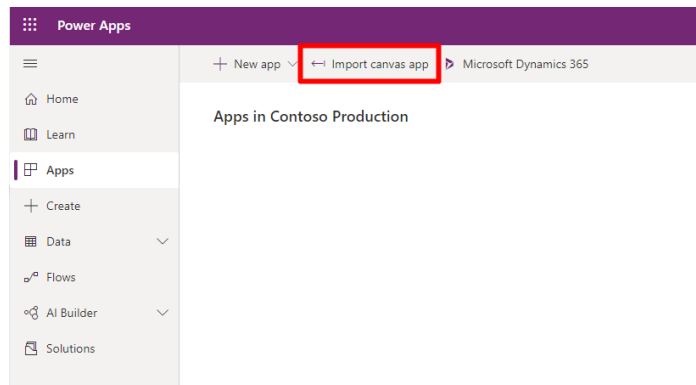 Power Apps
New app Import canvas app Microsoft Dynamics 365
Home
Apps in Contoso Production
Learn
Apps
Create
Data
Flows
AI Builder
Solutions